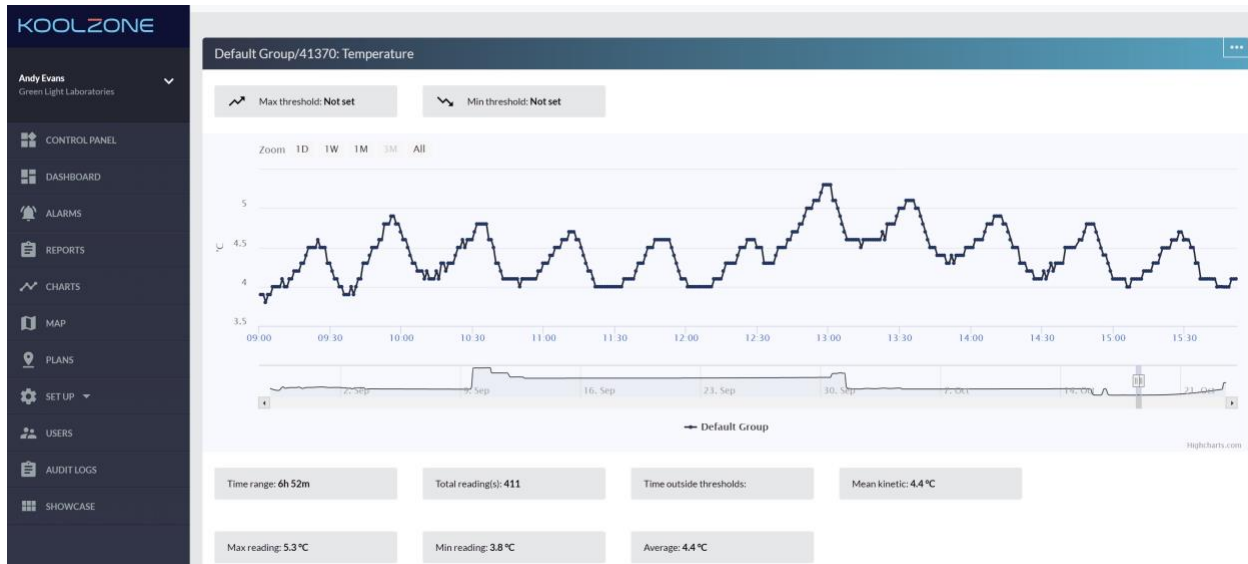 KOOLZONE
Andy Evans
Green Light Laboratories
CONTROL PANEL
DASHBOARD
ALARMS
REPORTS
CHARTS
MAP
PLANS
SET UP
USERS
AUDIT LOGS
SHOWCASE
Default Group/41370: Temperature
Max threshold: Not set Min threshold: Not set
Zoom 1D 1W 1M 3M All
°C
5
4.5
4
3.5
09:00 09:30 10:00 10:30 11:00 11:30 12:00 12:30 13:00 13:30 14:00 14:30 15:00 15:30
2. Sep 9. Sep 16. Sep 23. Sep 30. Sep 7. Oct 14. Oct 21. Oct
Default Group
Highcharts.com
Time range: 6h 52m Total reading(s): 411 Time outside thresholds: Mean kinetic: 4.4 °C
Max reading: 5.3 °C Min reading: 3.8 °C Average: 4.4 °C